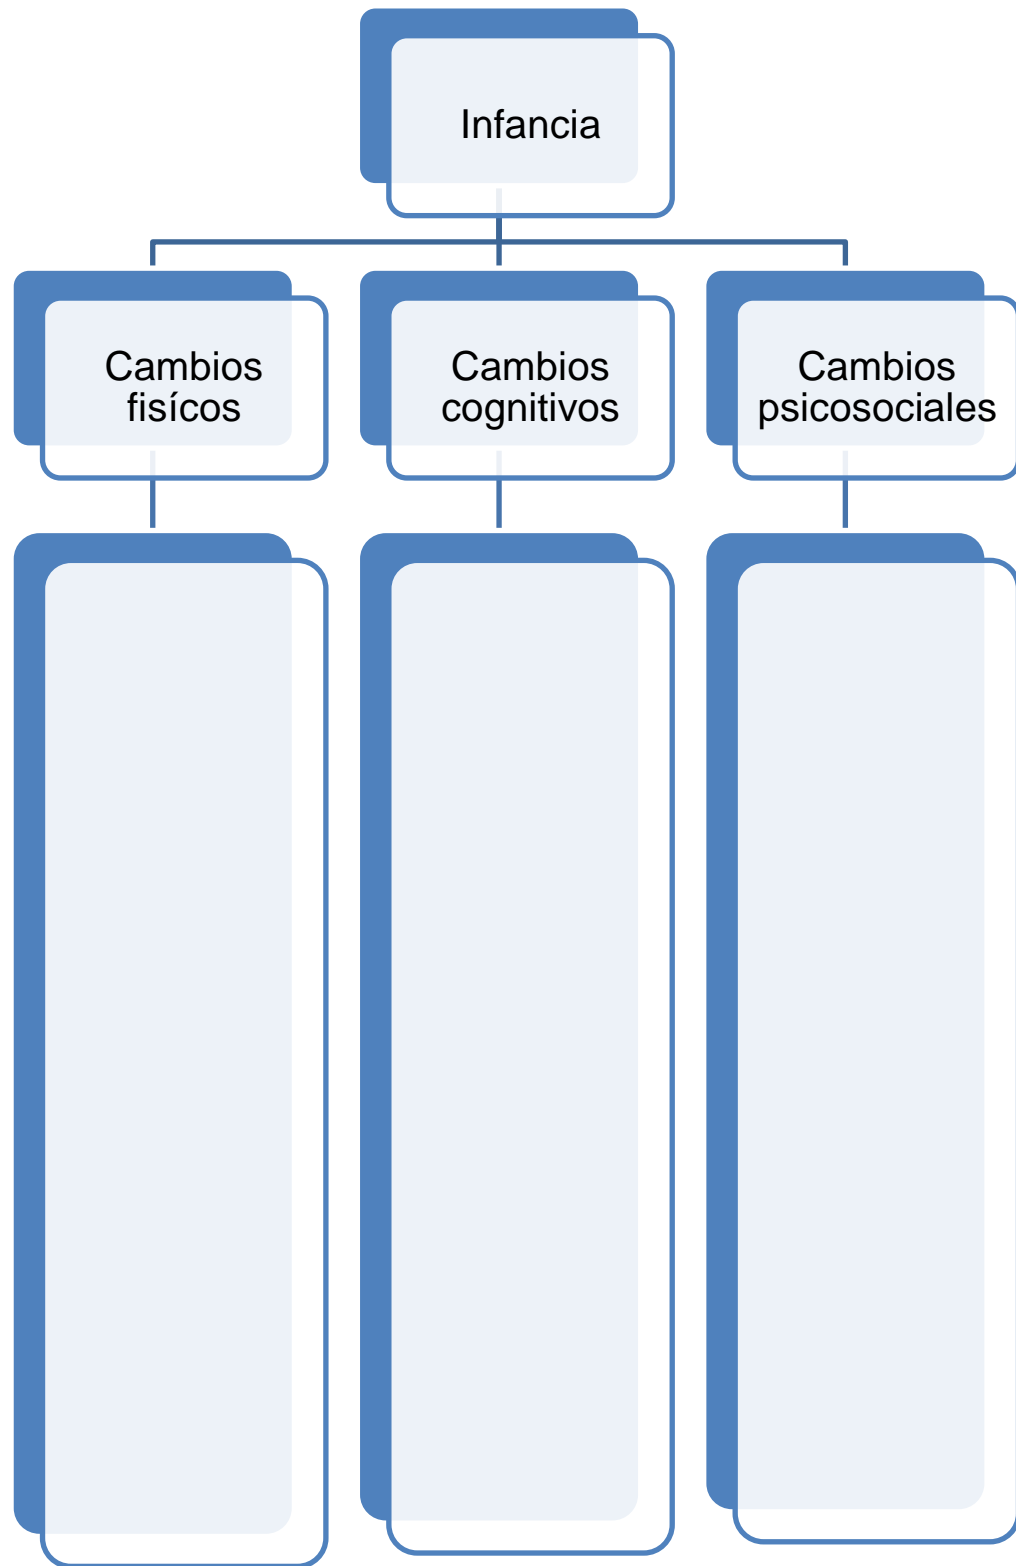 Infancia
Cambios
fisícos
Cambios
cognitivos
Cambios
psicosociales